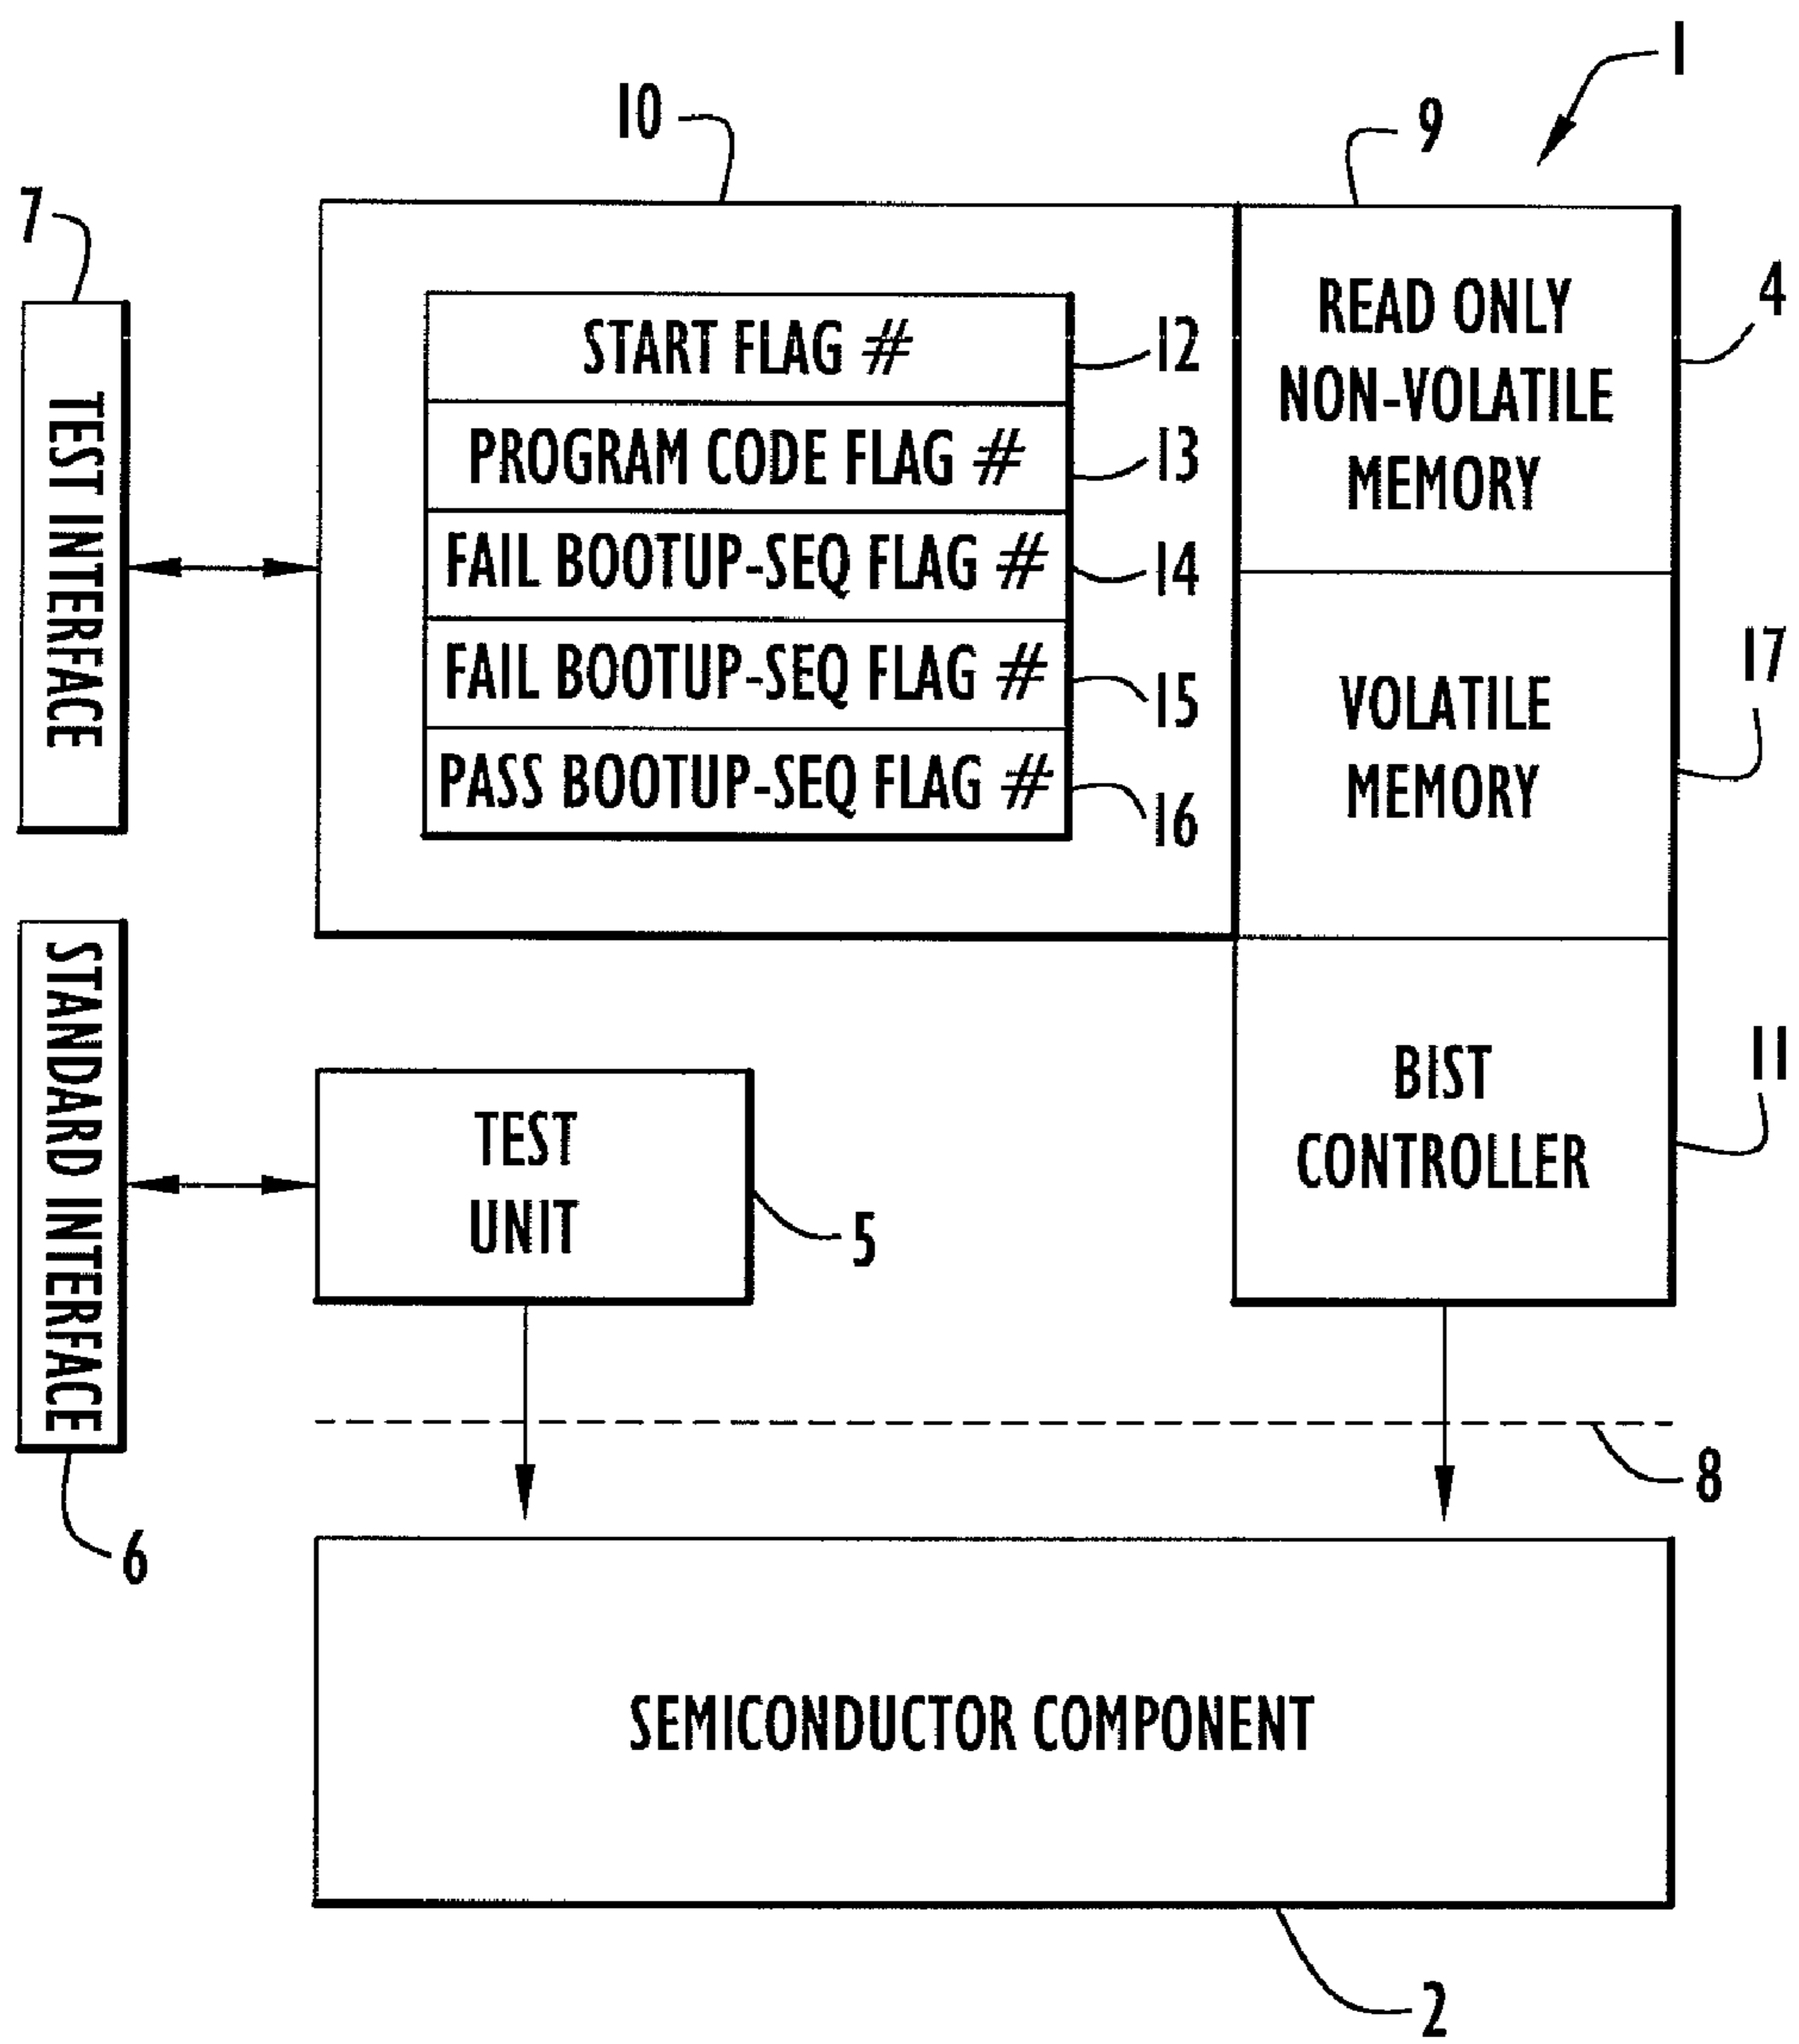 1
10
9
7
4
START FLAG #
12
READ ONLY
NON-VOLATILE
MEMORY
PROGRAM CODE FLAG #
13
FAIL BOOTUP-SEQ FLAG #
14
FAIL BOOTUP-SEQ FLAG #
15
PASS BOOTUP-SEQ FLAG #
16
VOLATILE
MEMORY
17
TEST INTERFACE
STANDARD INTERFACE
6
TEST
UNIT
5
BIST
CONTROLLER
11
8
SEMICONDUCTOR COMPONENT
2